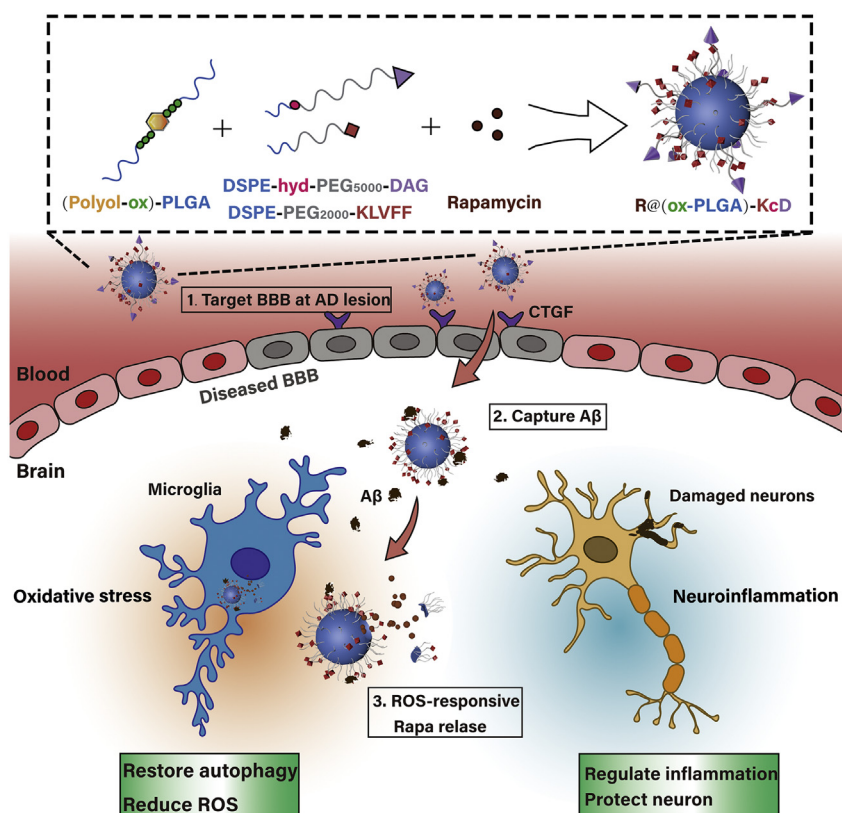 (Polyol-ox)-PLGA
+
DSPE-hyd-PEG5000-DAG
DSPE-PEG2000-KLVFF
+
Rapamycin
R@(ox-PLGA)-KcD
1. Target BBB at AD lesion
CTGF
Blood
Diseased BBB
2. Capture Aβ
Brain
Microglia
Aβ
Damaged neurons
Oxidative stress
Neuroinflammation
3. ROS-responsive
Rapa relase
Restore autophagy
Reduce ROS
Regulate inflammation
Protect neuron